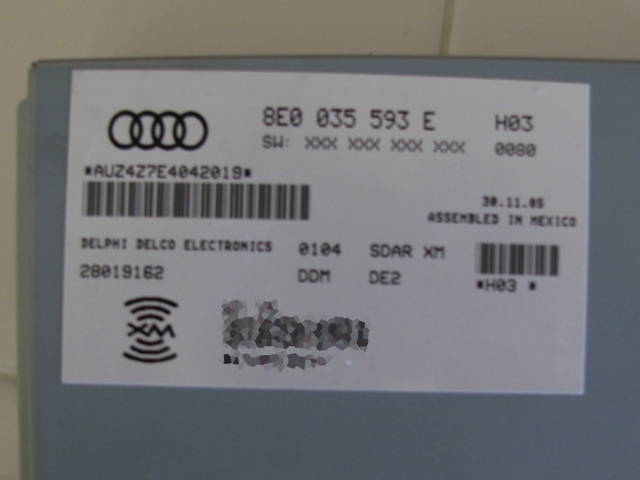 8E0 035 593 E H03
SW: XXX XXX XXX XXX 0080
*AUZ4Z7E4042019*
30.11.05
ASSEMBLED IN MEXICO
DELPHI DELCO ELECTRONICS 0104 SDAR XM
28019162 DDM DE2
*H03 *
XM